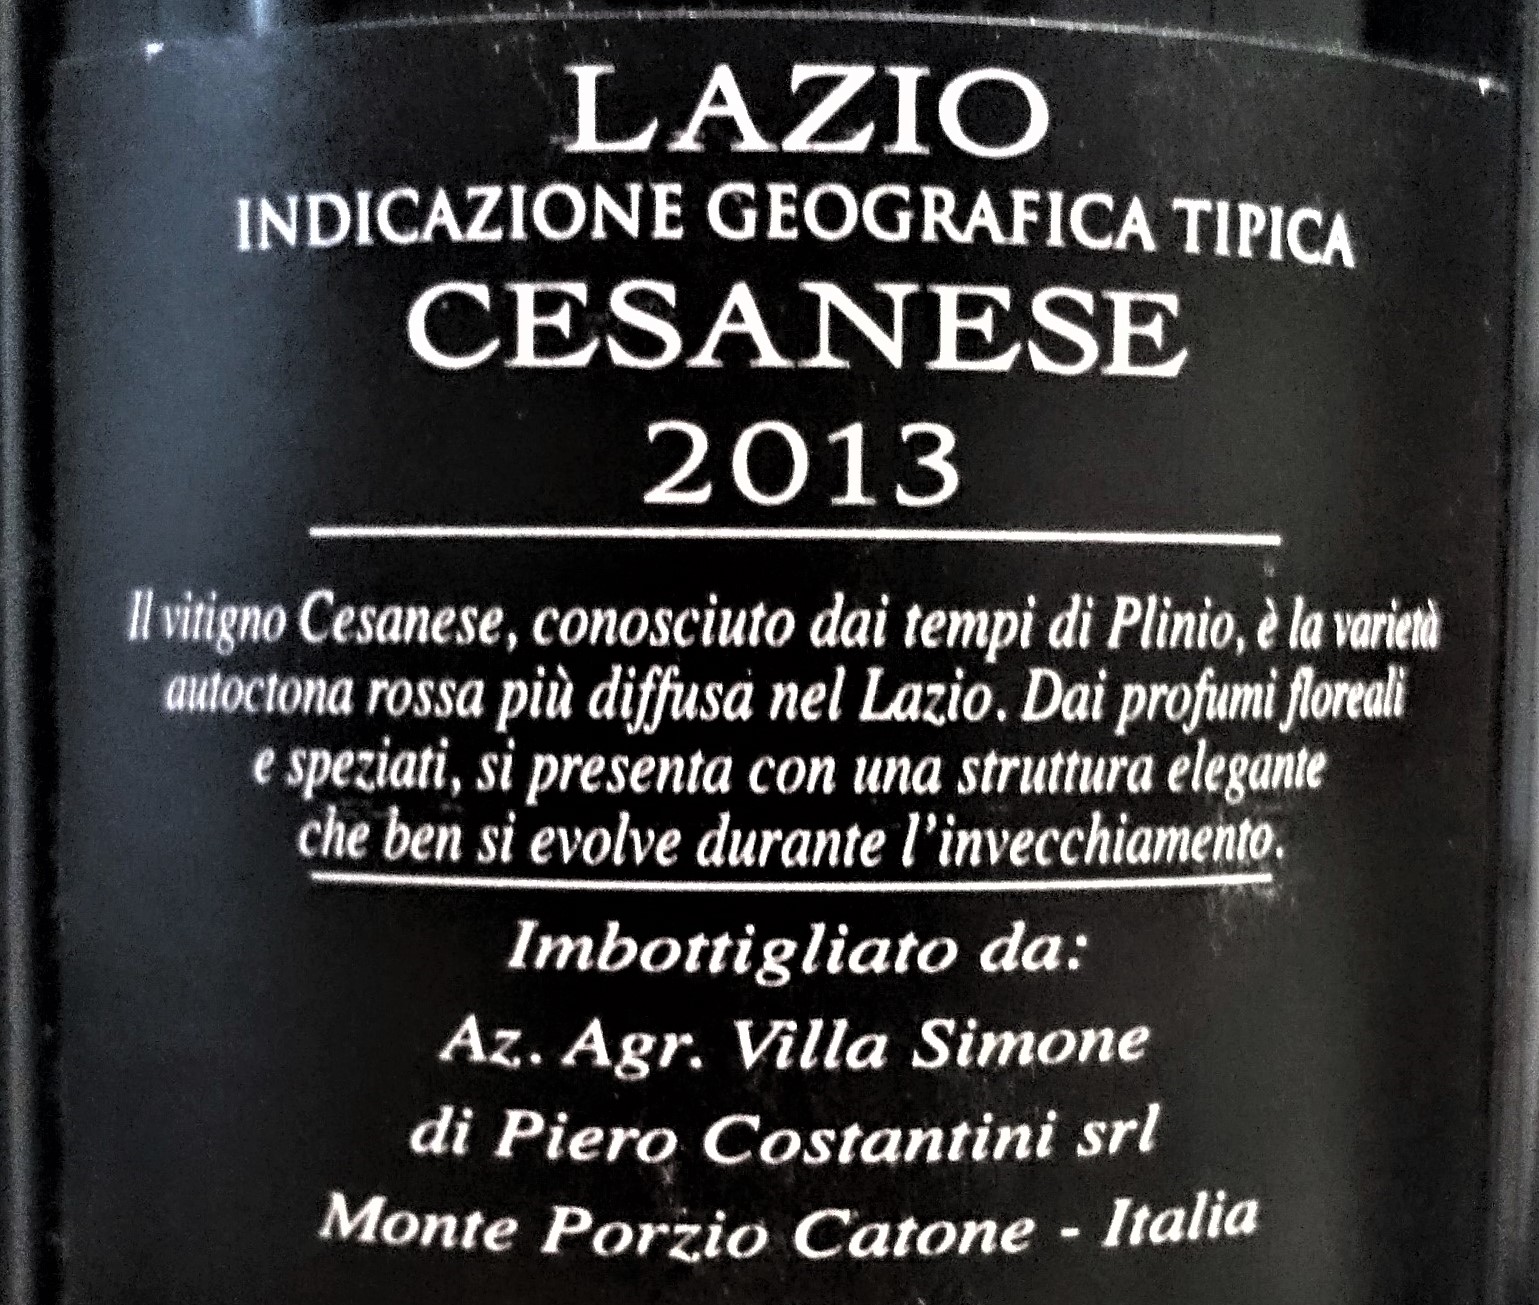 LAZIO
INDICAZIONE GEOGRAFICA TIPICA
CESANESE
2013
Il vitigno Cesanese, conosciuto dai tempi di Plinio, è la varietà
autoctona rossa più diffusa nel Lazio. Dai profumi floreali
e speziati, si presenta con una struttura elegante
che ben si evolve durante l'invecchiamento.
Imbottigliato da:
Az. Agr. Villa Simone
di Piero Costantini srl
Monte Porzio Catone - Italia